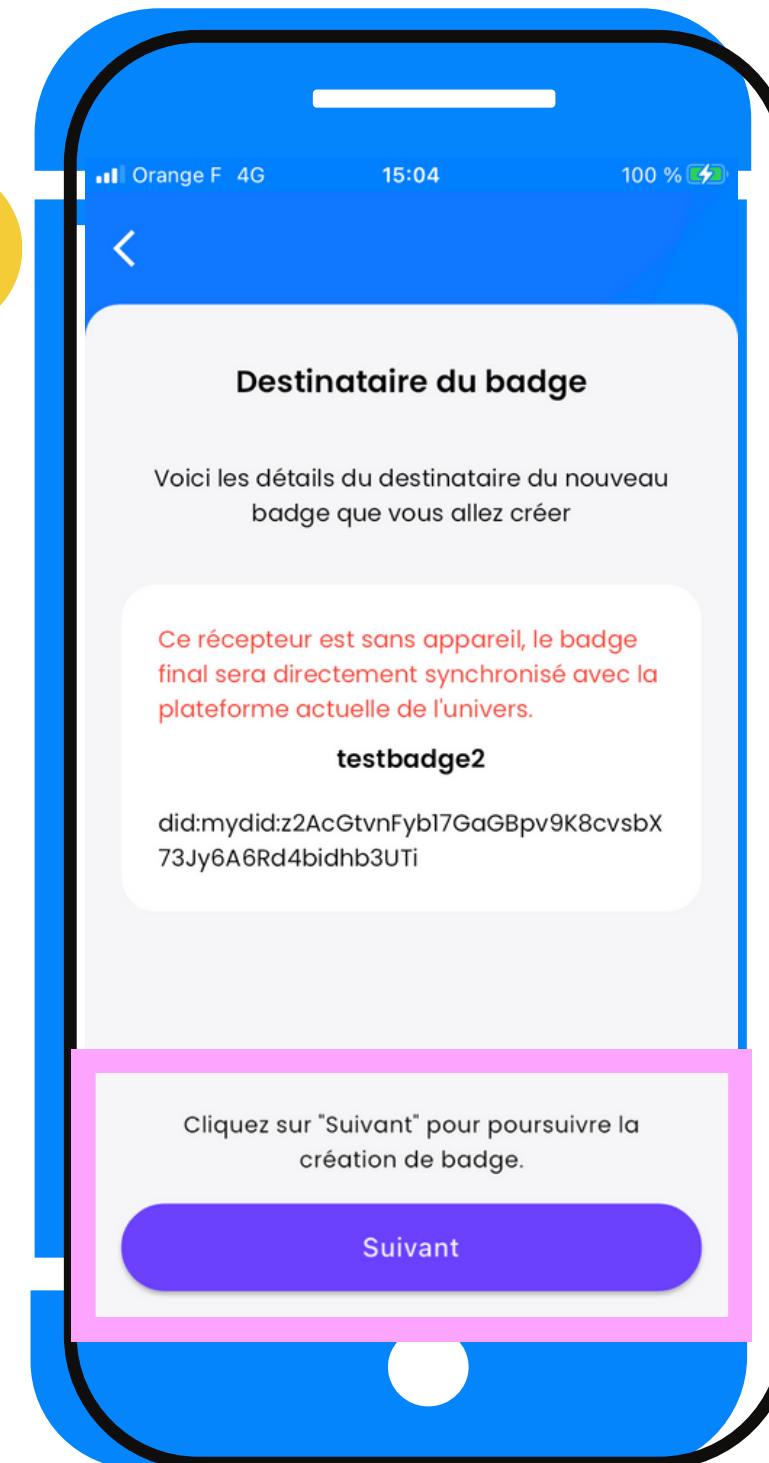 Orange F 4G 15:04 100 %
Destinataire du badge
Voici les détails du destinataire du nouveau
badge que vous allez créer
Ce récepteur est sans appareil, le badge
final sera directement synchronisé avec la
plateforme actuelle de l'univers.
testbadge2
did:mydid:z2AcGtvnFyb17GaGBpv9K8cvsbX
73Jy6A6Rd4bidhb3UTi
Cliquez sur "Suivant" pour poursuivre la
création de badge.
Suivant